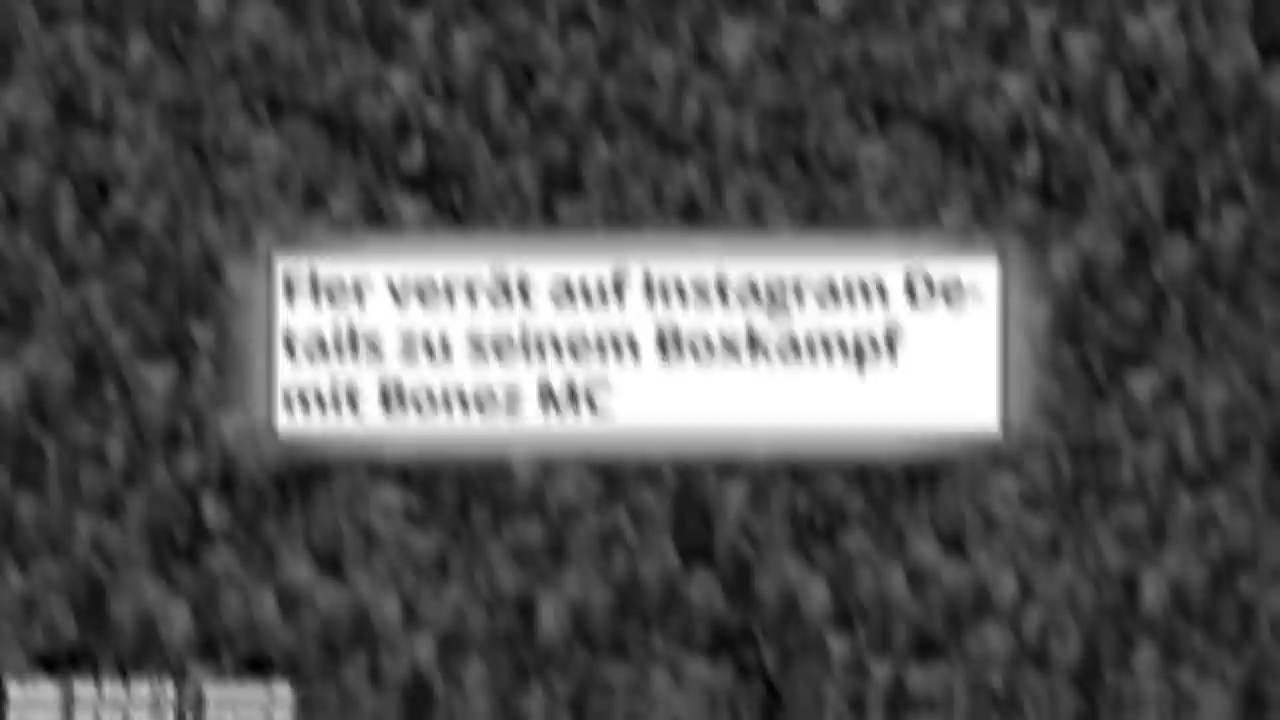 Fler verrät auf Instagram De-
tails zu seinem Boxkampf
mit Bonez MC